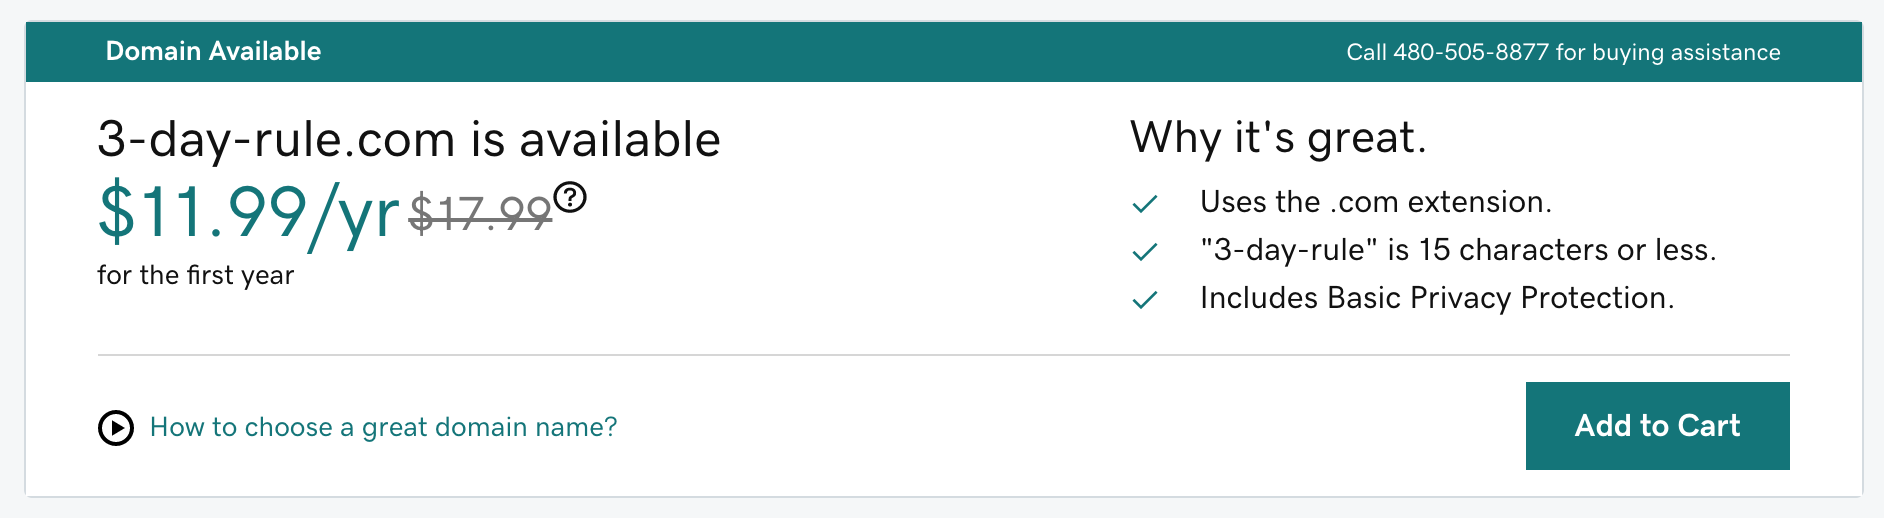 Domain Available
Call 480-505-8877 for buying assistance
3-day-rule.com is available
$11.99/yr $17.99
for the first year
Why it's great.
Uses the .com extension.
"3-day-rule" is 15 characters or less.
Includes Basic Privacy Protection.
How to choose a great domain name?
Add to Cart